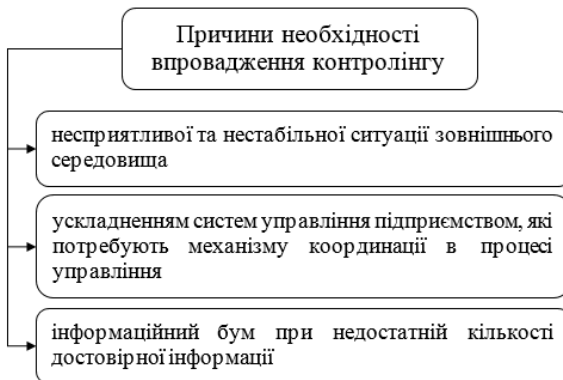 Причини необхідності
впровадження контролінгу
несприятливої та нестабільної ситуації зовнішнього
середовища
ускладненням систем управління підприємством, які
потребують механізму координації в процесі
управління
інформаційний бум при недостатній кількості
достовірної інформації